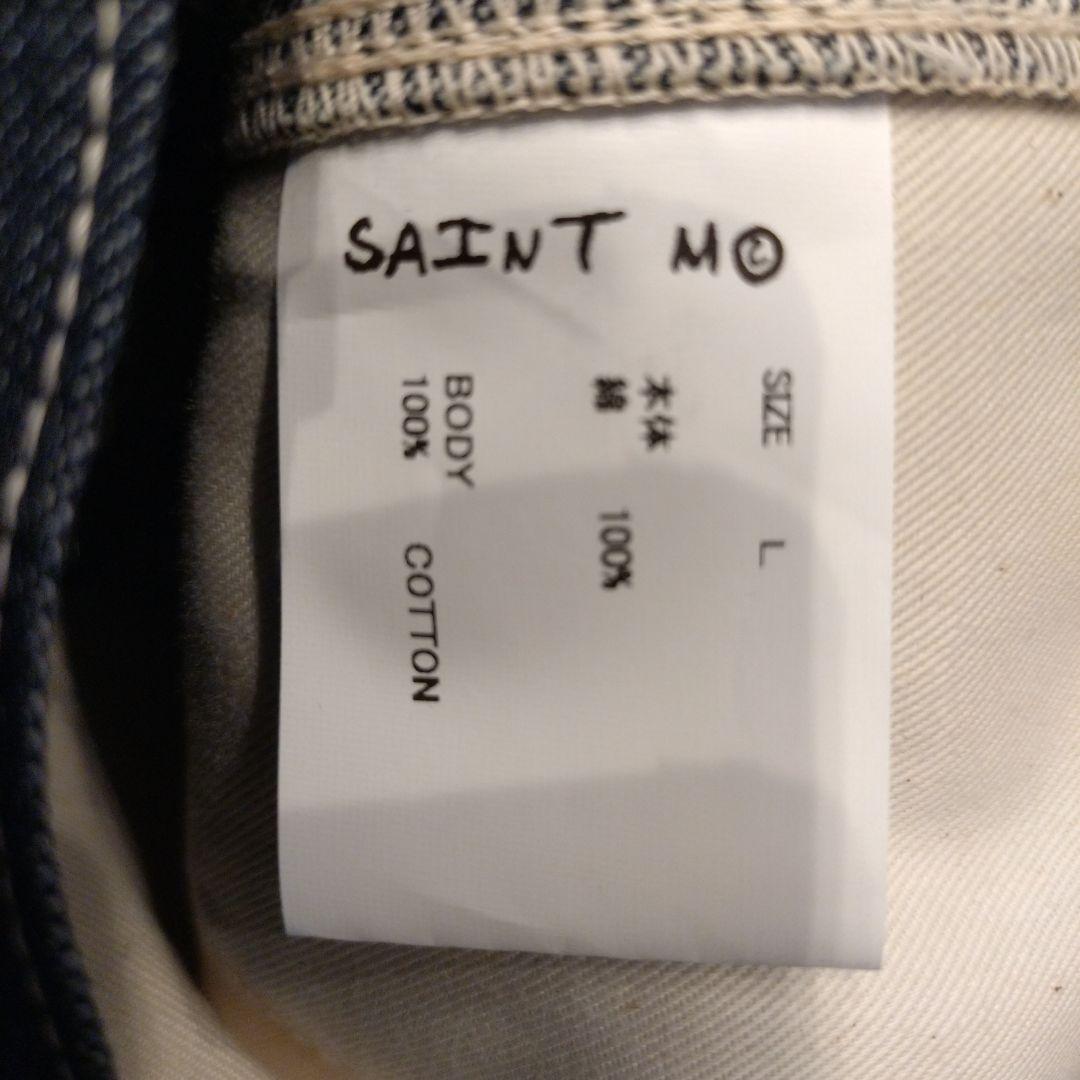 SAINT M©
SIZE L
本体
綿 100%
BODY
100% COTTON